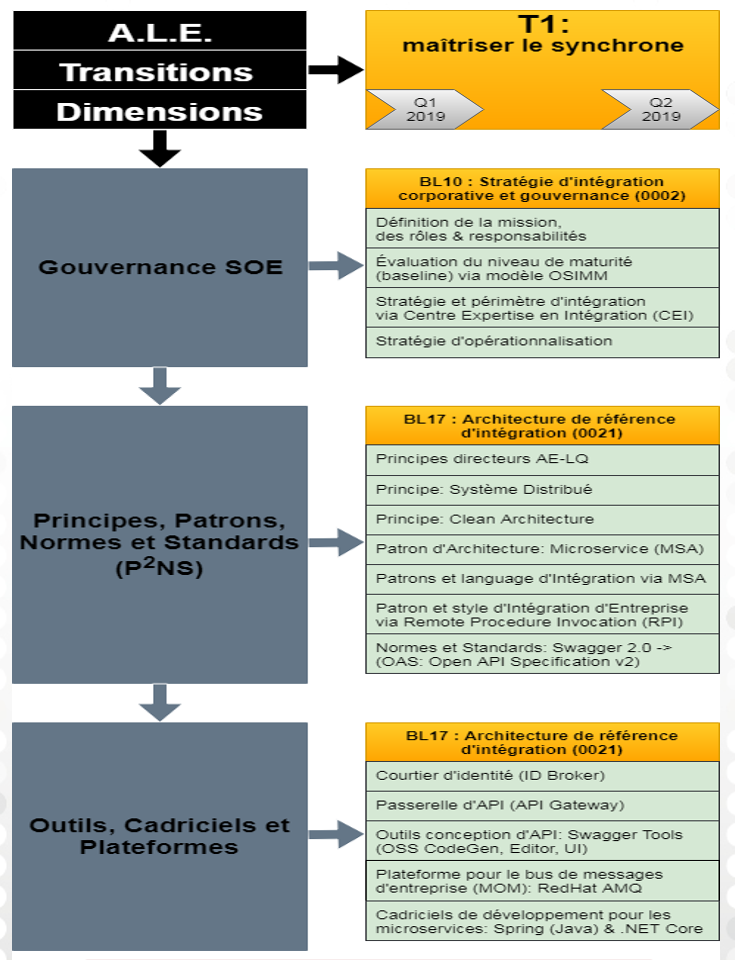 A.L.E.
Transitions
Dimensions
T1:
maîtriser le synchrone
Q1
2019
Q2
2019
Gouvernance SOE
BL10 : Stratégie d'intégration
corporative et gouvernance (0002)
Définition de la mission,
des rôles & responsabilités
Évaluation du niveau de maturité
(baseline) via modèle OSIMM
Stratégie et périmètre d'intégration
via Centre Expertise en Intégration (CEI)
Stratégie d'opérationnalisation
Principes, Patrons,
Normes et Standards
(P2NS)
BL17 : Architecture de référence
d'intégration (0021)
Principes directeurs AE-LQ
Principe: Système Distribué
Principe: Clean Architecture
Patron d'Architecture: Microservice (MSA)
Patrons et language d'Intégration via MSA
Patron et style d'Intégration d'Entreprise
via Remote Procedure Invocation (RPI)
Normes et Standards: Swagger 2.0 ->
(OAS: Open API Specification v2)
Outils, Cadriciels et
Plateformes
BL17 : Architecture de référence
d'intégration (0021)
Courtier d'identité (ID Broker)
Passerelle d'API (API Gateway)
Outils conception d'API: Swagger Tools
(OSS CodeGen, Editor, UI)
Plateforme pour le bus de messages
d'entreprise (MOM): RedHat AMQ
Cadriciels de développement pour les
microservices: Spring (Java) & .NET Core